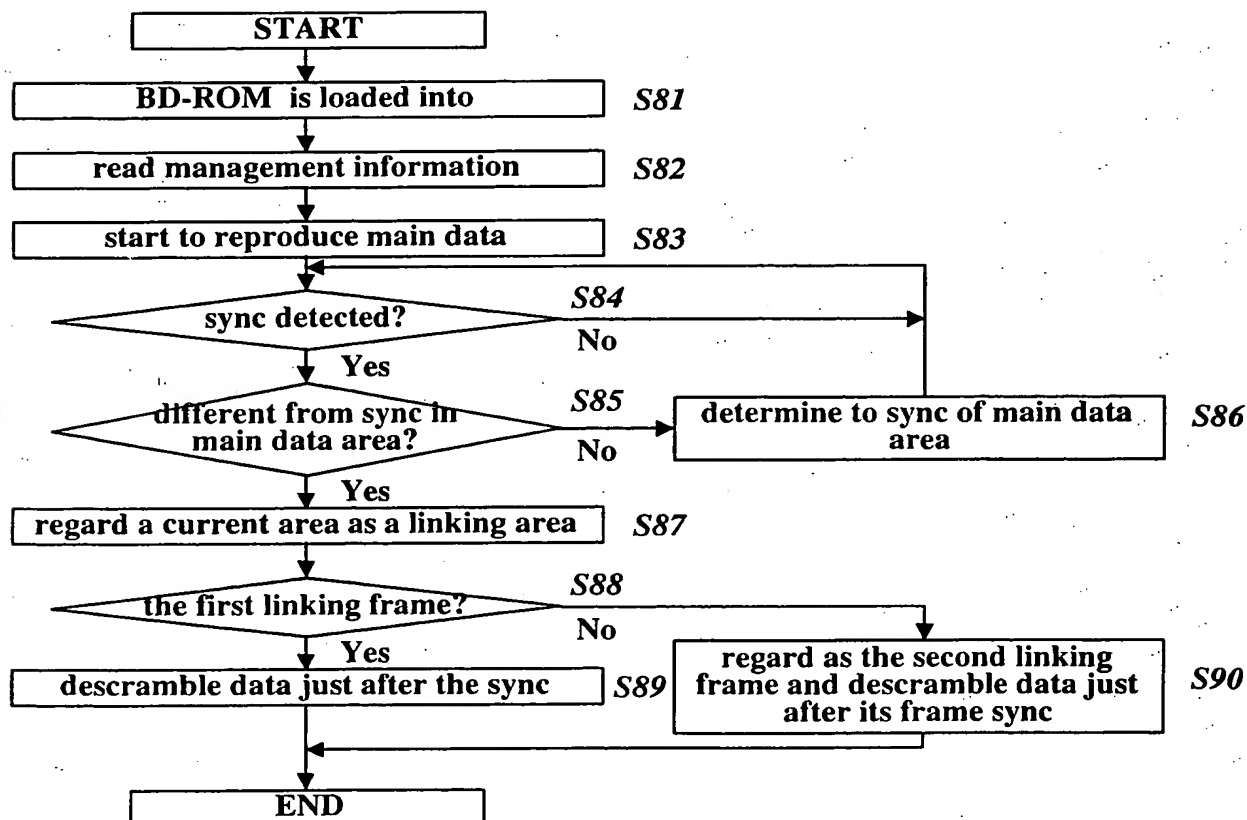 START
BD-ROM is loaded into
S81
read management information
S82
start to reproduce main data
S83
sync detected?
S84
No
Yes
different from sync in
main data area?
S85
No
determine to sync of main data
area
S86
Yes
regard a current area as a linking area
S87
the first linking frame?
S88
No
Yes
descramble data just after the sync
S89
regard as the second linking
frame and descramble data just
after its frame sync
S90
END